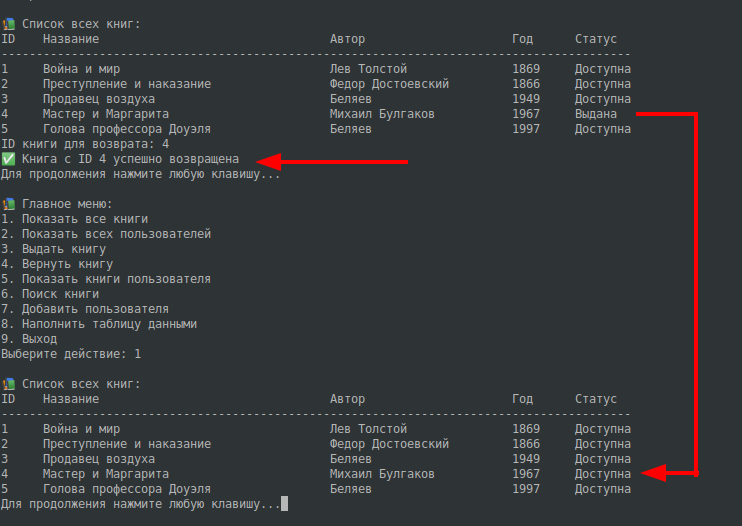 📚 Список всех книг:
ID    Название                                 Автор                     Год      Статус
------------------------------------------------------------------------------------------
1     Война и мир                              Лев Толстой               1869     Доступна
2     Преступление и наказание                 Федор Достоевский         1866     Доступна
3     Продавец воздуха                         Беляев                    1949     Доступна
4     Мастер и Маргарита                       Михаил Булгаков           1967     Выдана
5     Голова профессора Доуэля                 Беляев                    1997     Доступна
ID книги для возврата: 4
✅ Книга с ID 4 успешно возвращена
Для продолжения нажмите любую клавишу...
📚 Главное меню:
1. Показать все книги
2. Показать всех пользователей
3. Выдать книгу
4. Вернуть книгу
5. Показать книги пользователя
6. Поиск книги
7. Добавить пользователя
8. Наполнить таблицу данными
9. Выход
Выберите действие: 1
📚 Список всех книг:
ID    Название                                 Автор                     Год      Статус
------------------------------------------------------------------------------------------
1     Война и мир                              Лев Толстой               1869     Доступна
2     Преступление и наказание                 Федор Достоевский         1866     Доступна
3     Продавец воздуха                         Беляев                    1949     Доступна
4     Мастер и Маргарита                       Михаил Булгаков           1967     Доступна
5     Голова профессора Доуэля                 Беляев                    1997     Доступна
Для продолжения нажмите любую клавишу...